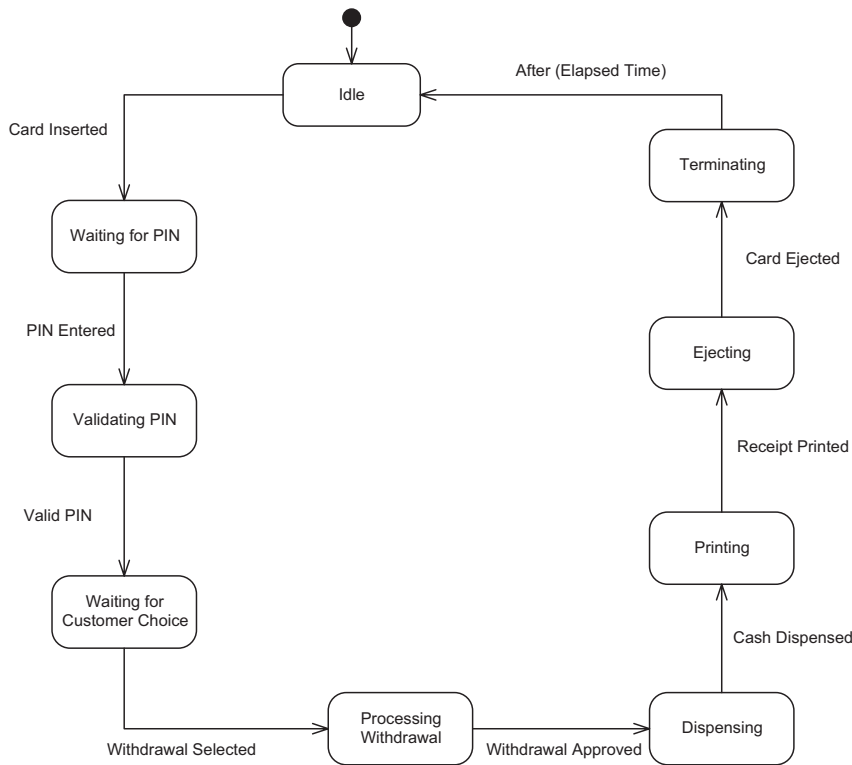 After (Elapsed Time)
Idle
Card Inserted
Terminating
Waiting for PIN
Card Ejected
PIN Entered
Ejecting
Validating PIN
Receipt Printed
Valid PIN
Printing
Waiting for
Customer Choice
Cash Dispensed
Processing
Withdrawal
Dispensing
Withdrawal Selected
Withdrawal Approved